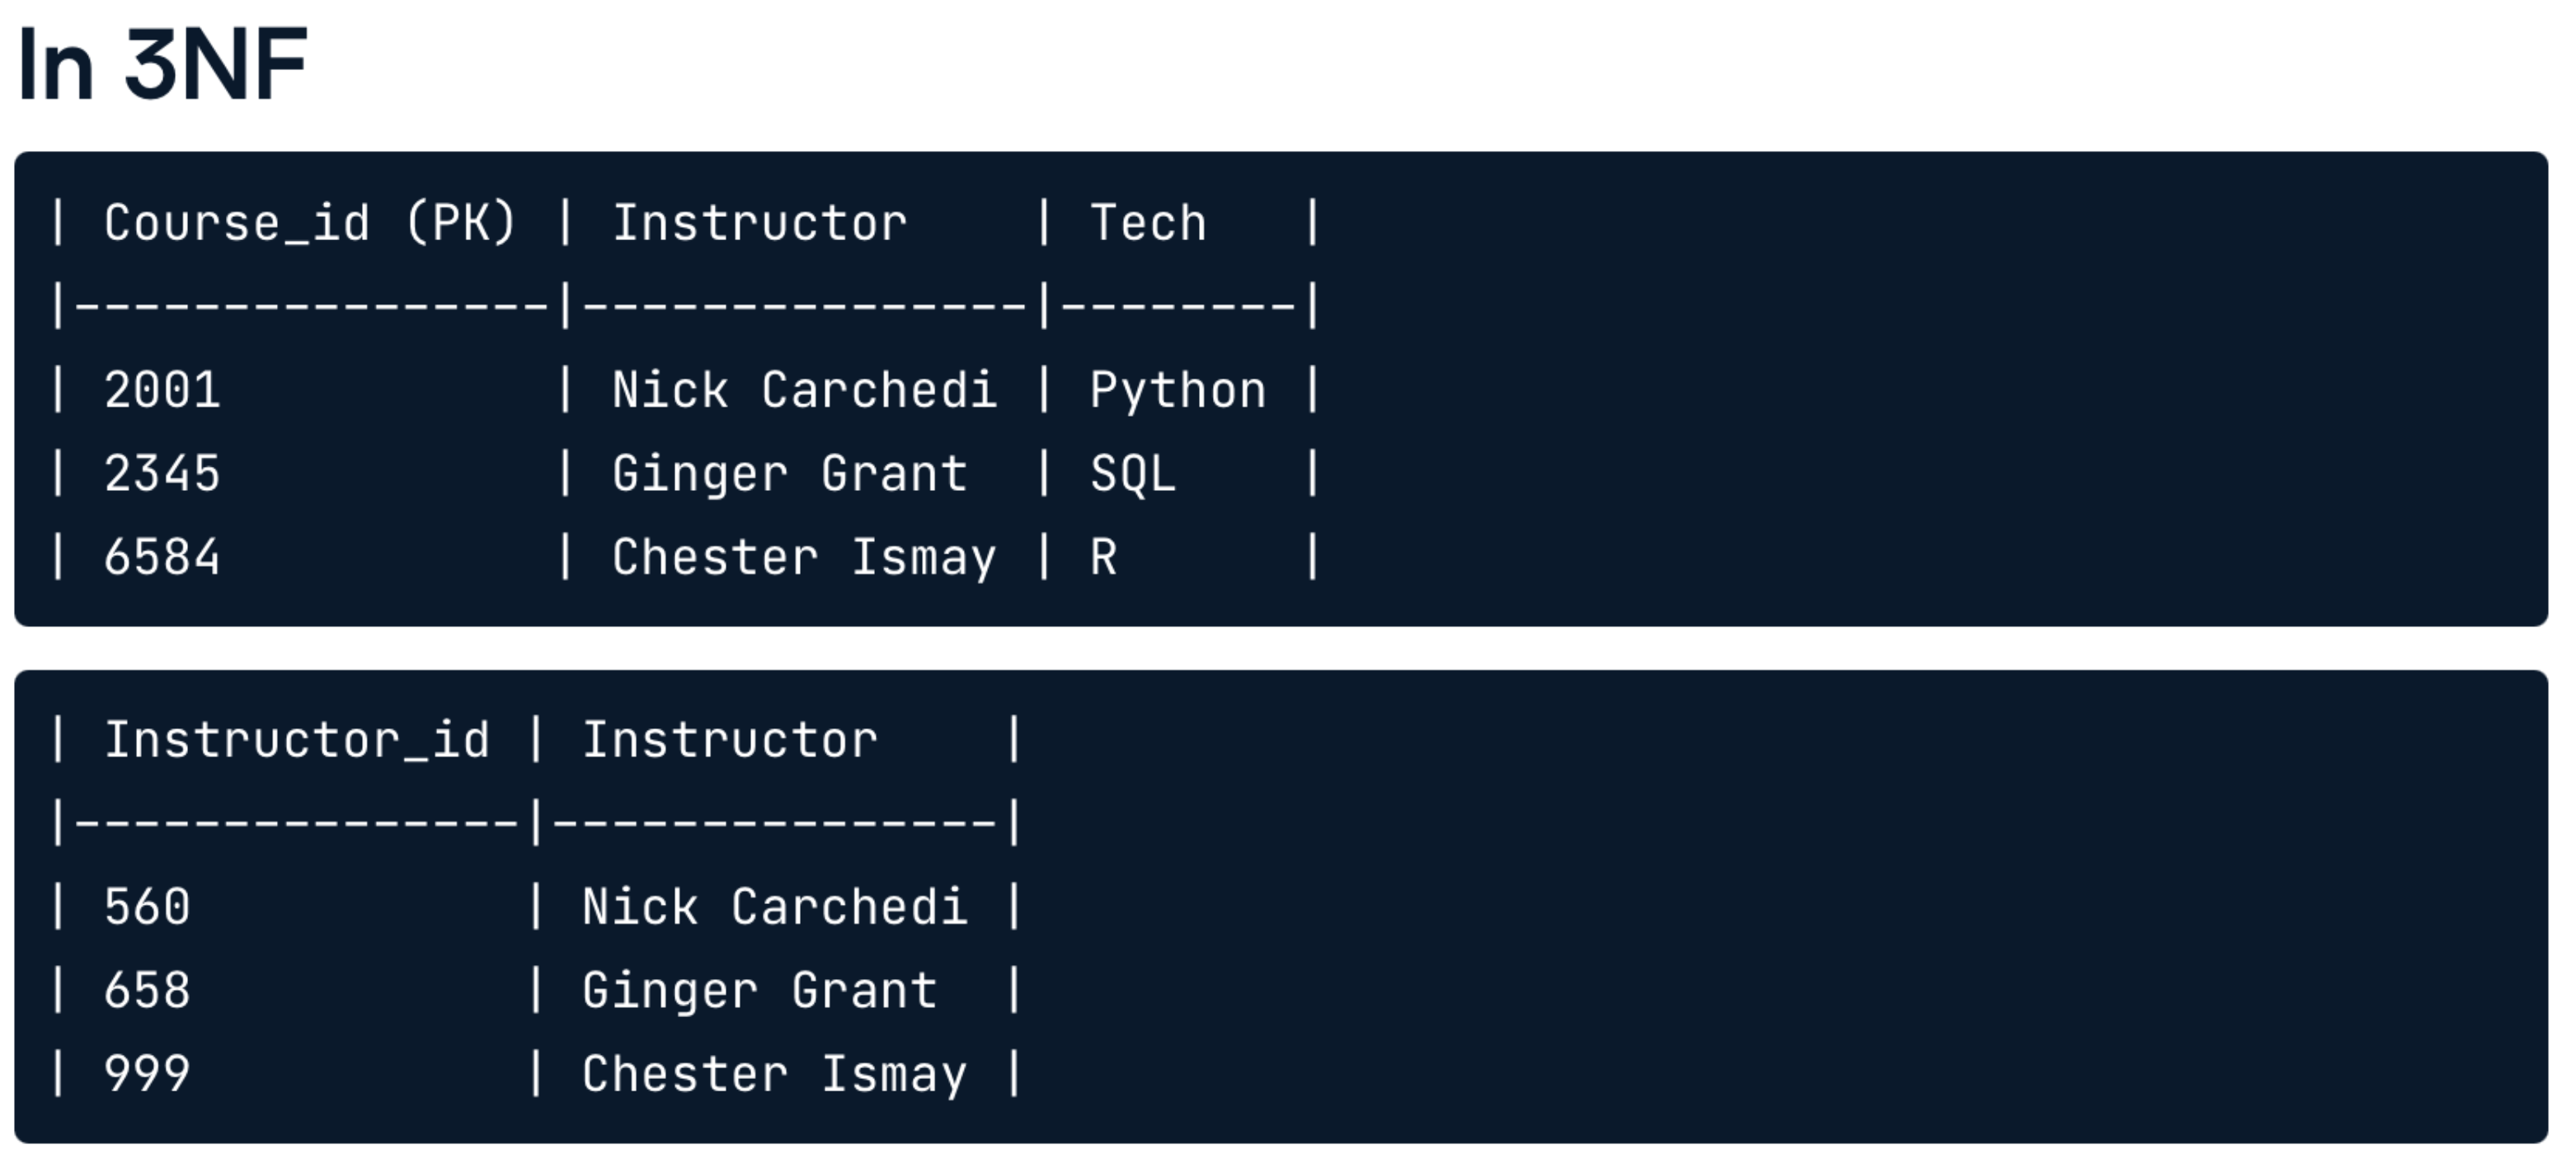 In 3NF
| Course_id (PK) | Instructor    | Tech   |
|----------------|---------------|--------|
| 2001           | Nick Carchedi | Python |
| 2345           | Ginger Grant  | SQL    |
| 6584           | Chester Ismay | R      |
| Instructor_id | Instructor    |
|---------------|---------------|
| 560           | Nick Carchedi |
| 658           | Ginger Grant  |
| 999           | Chester Ismay |